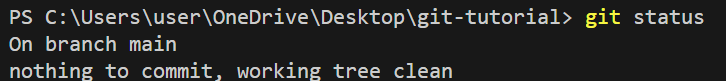 PS C:\Users\user\OneDrive\Desktop\git-tutorial> git status
On branch main
nothing to commit, working tree clean